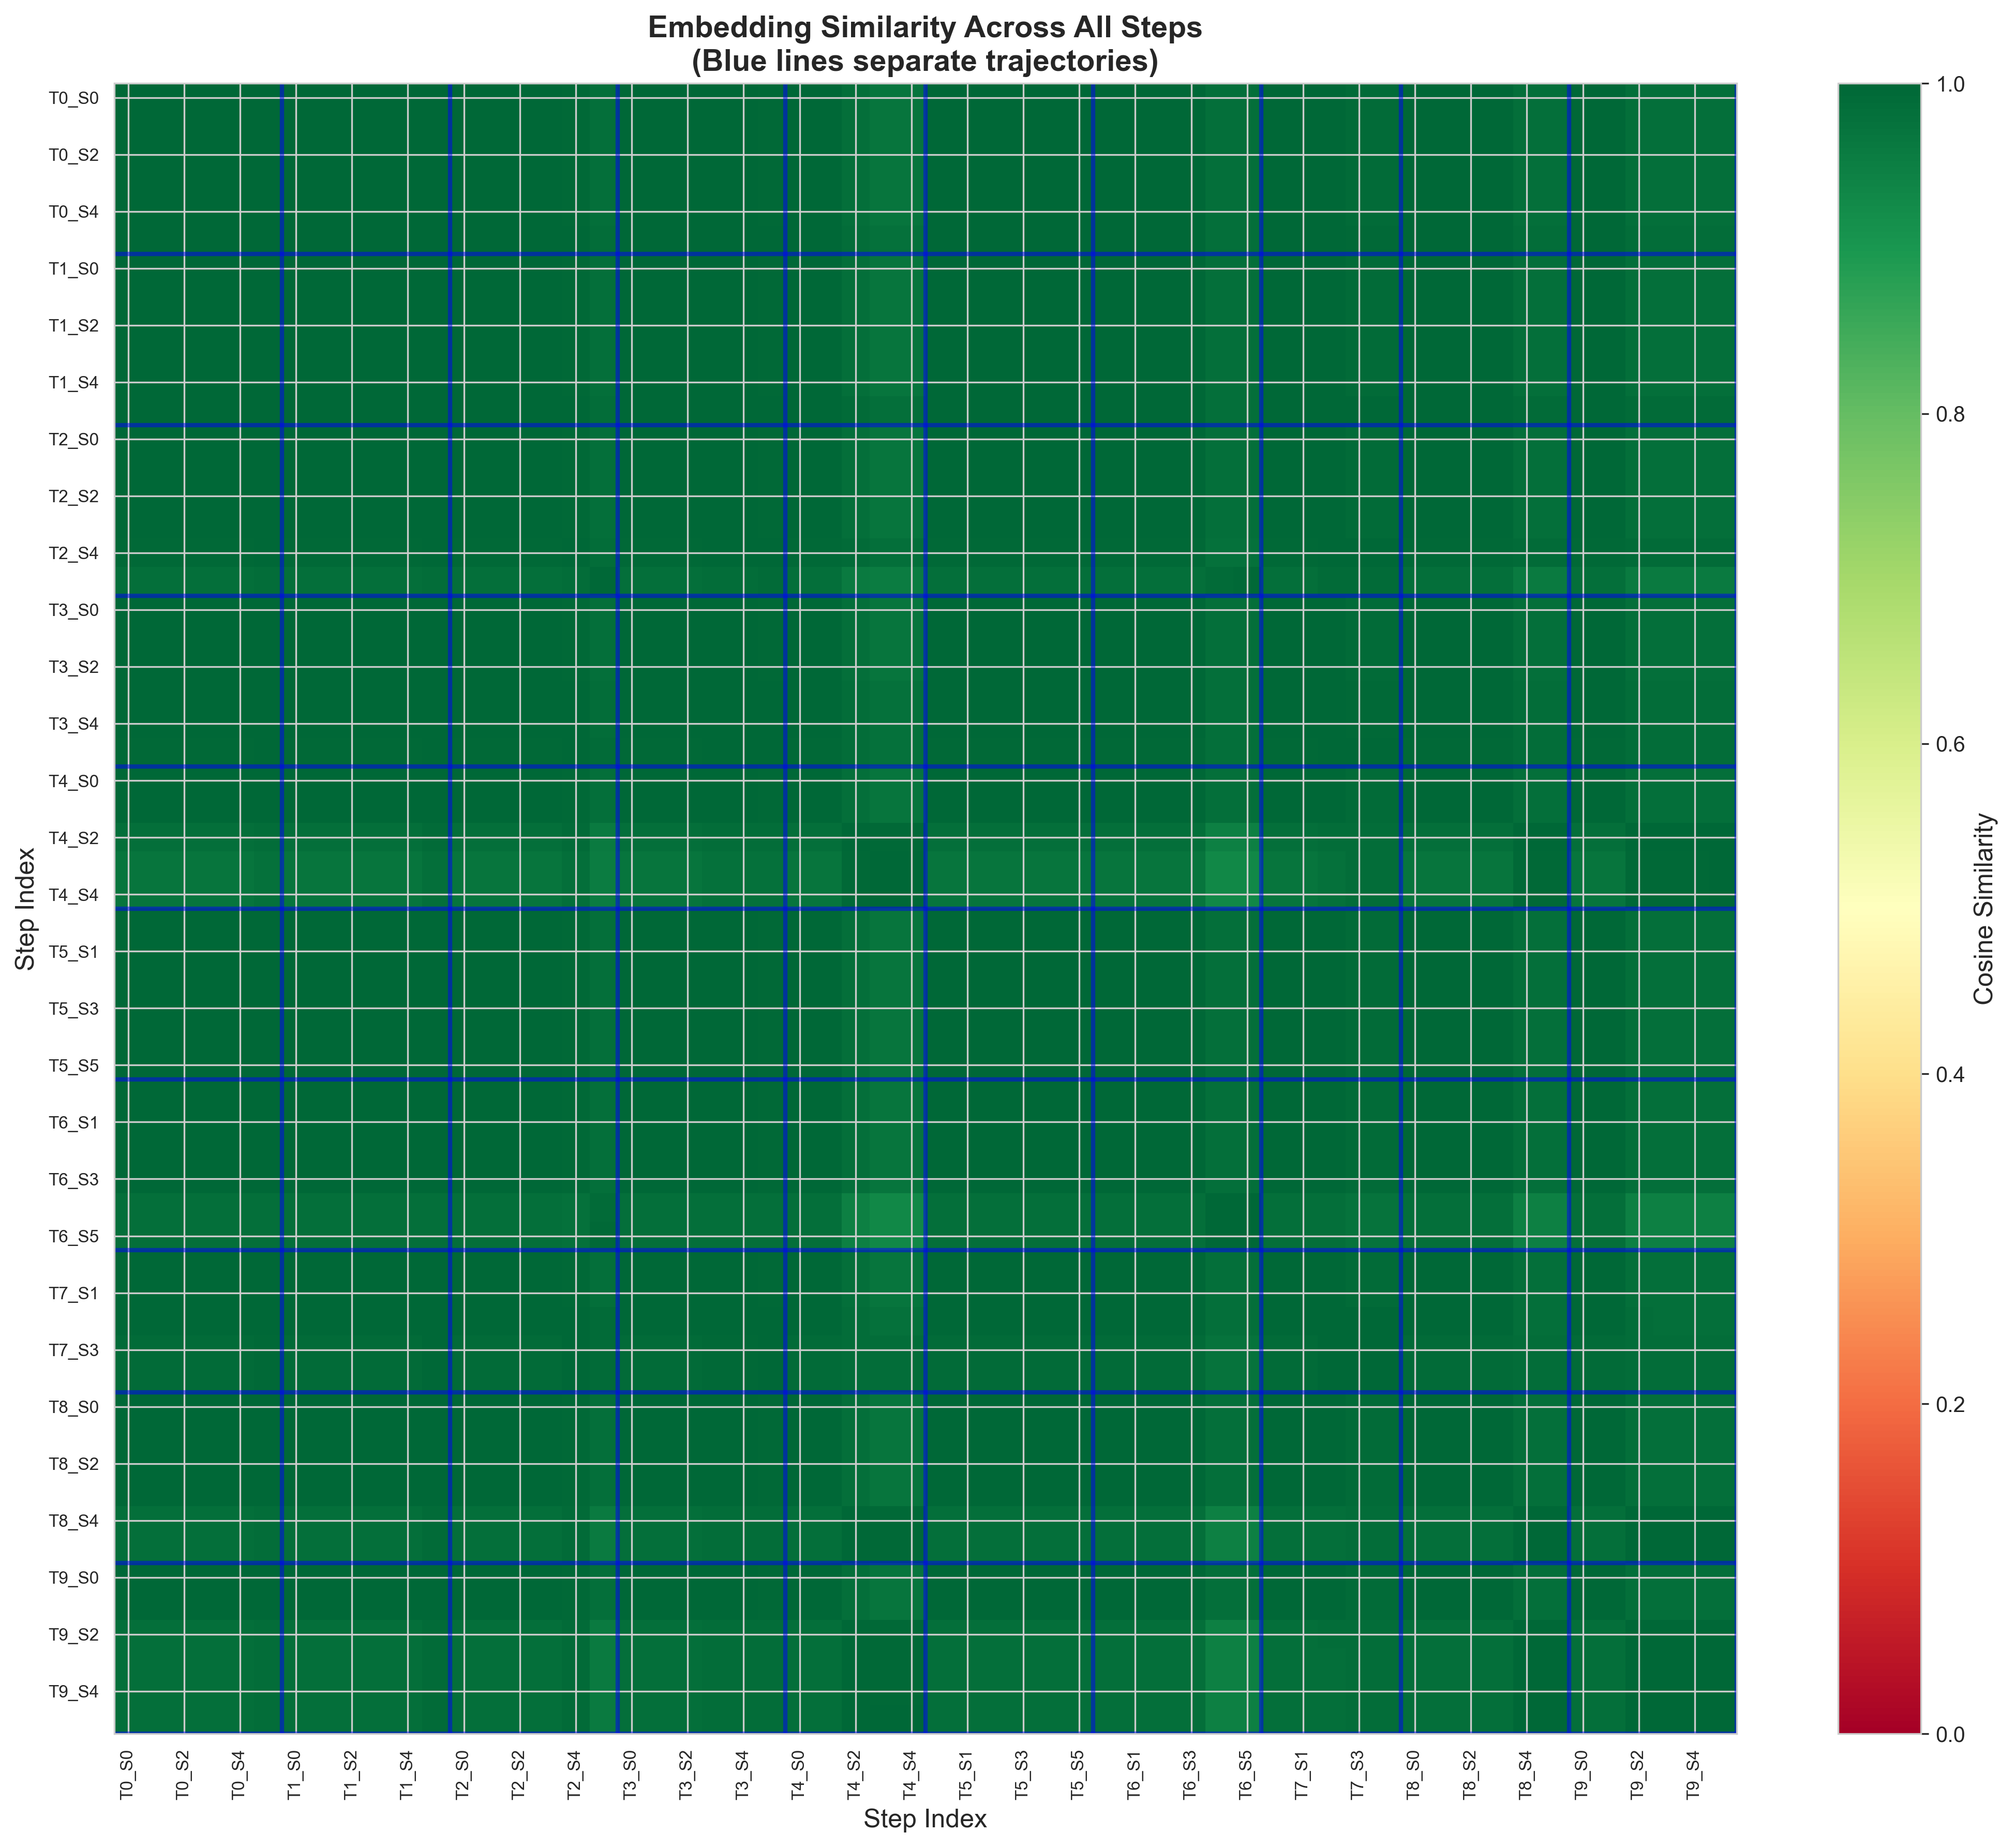 Embedding Similarity Across All Steps
(Blue lines separate trajectories)
T0_S0
T0_S2
T0_S4
T1_S0
T1_S2
T1_S4
T2_S0
T2_S2
T2_S4
T3_S0
T3_S2
T3_S4
T4_S0
T4_S2
T4_S4
T5_S1
T5_S3
T5_S5
T6_S1
T6_S3
T6_S5
T7_S1
T7_S3
T8_S0
T8_S2
T8_S4
T9_S0
T9_S2
T9_S4
Step Index
T0_S0
T0_S2
T0_S4
T1_S0
T1_S2
T1_S4
T2_S0
T2_S2
T2_S4
T3_S0
T3_S2
T3_S4
T4_S0
T4_S2
T4_S4
T5_S1
T5_S3
T5_S5
T6_S1
T6_S3
T6_S5
T7_S1
T7_S3
T8_S0
T8_S2
T8_S4
T9_S0
T9_S2
T9_S4
Step Index
1.0
0.8
0.6
0.4
0.2
0.0
Cosine Similarity